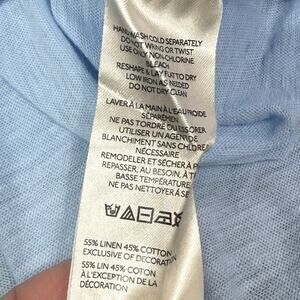 HAND WASH COLD SEPARATELY
DO NOT WRING OR TWIST
USE ONLY NON-CHLORINE
BLEACH
RESHAPE & LAY FLAT TO DRY
LOW IRON AS NEEDED
DO NOT DRY CLEAN
LAVER À LA MAIN À L'EAU FROIDE
SÉPARÉMENT
NE PAS TORDRE OU ESSORER
UTILISER UN AGENT DE
BLANCHIMENT SANS CHLORE
NÉCESSAIRE
REMODELER ET SÉCHER À P
REPASSER, AU BESOIN, À T
BASSE TEMPÉRATURE
NE PAS NETTOYER À SE
55% LINEN 45% COTTON
EXCLUSIVE OF DECORATION
55% LIN 45% COTON
À L'EXCEPTION DE LA
DÉCORATION